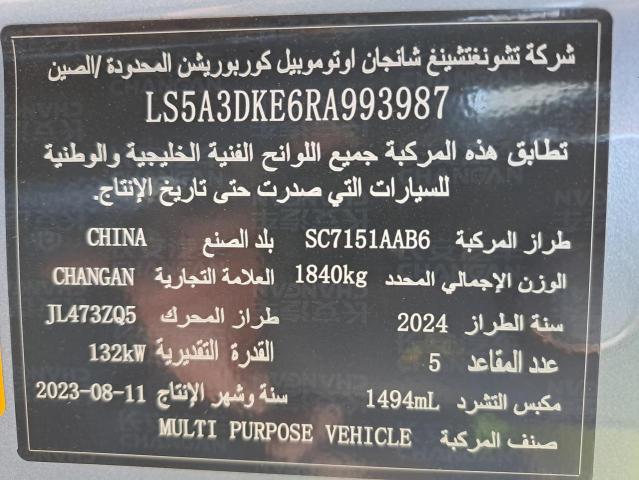 شركة تشونغتشينغ شانجان اوتوموبيل كوربوريشن المحدودة /الصين
LS5A3DKE6RA993987
تطابق هذه المركبة جميع اللوانح الفنية الخليجية والوطنية
للسيارات التي صدرت حتى تاريخ الإنتاج.
طراز المركبة SC7151AAB6 بلد الصنع CHINA
الوزن الإجمالي المحدد 1840kg العلامة التجارية CHANGAN
سنة الطراز 2024 طراز المحرك JL473ZQ5
عدد المقاعد 5 القدرة التقديرية 132kW
مكبس التشرد 1494mL سنة وشهر الإنتاج 2023-08-11
صنف المركبة MULTI PURPOSE VEHICLE